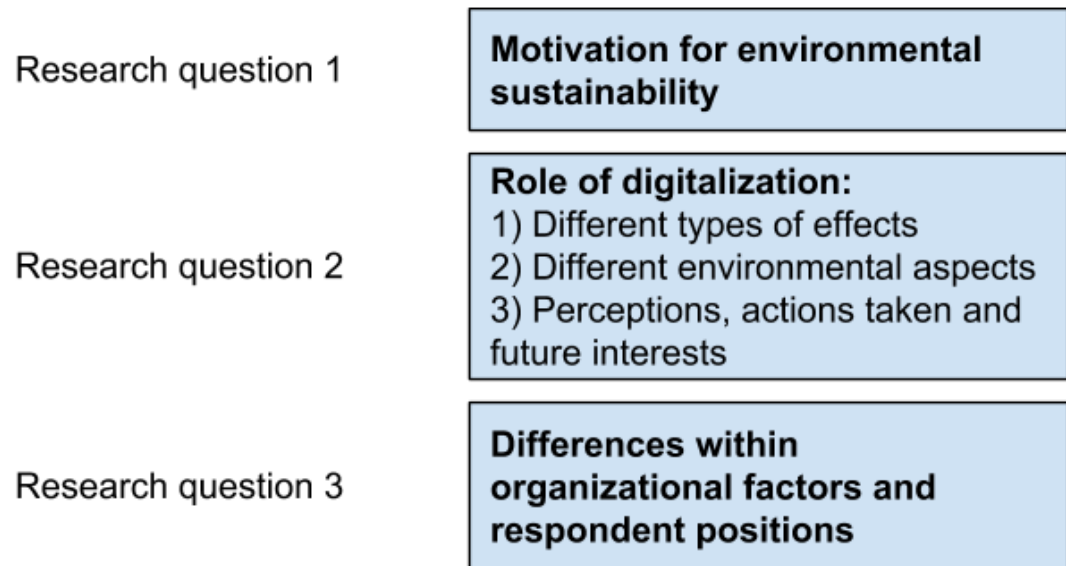 Research question 1
Motivation for environmental
sustainability
Research question 2
Role of digitalization:
1) Different types of effects
2) Different environmental aspects
3) Perceptions, actions taken and
future interests
Research question 3
Differences within
organizational factors and
respondent positions